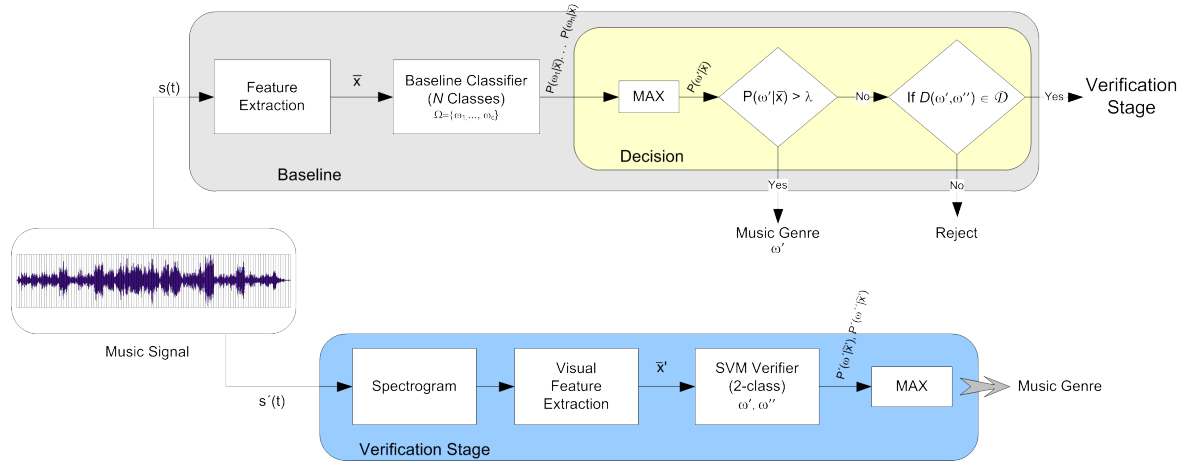 s(t)
Feature
Extraction
x̅
Baseline Classifier
(N Classes)
Ω={ω₁,..., ω꜀}
P(ω₁|x̅). . . P(ωₙ|x̅)
MAX
P(ω′|x̅)
P(ω′|x̅) > λ
No
If D(ω′,ω′′) ∈ 𝒟
Yes
Verification
Stage
Decision
Baseline
Yes
No
Music Genre
ω′
Reject
Music Signal
s´(t)
Spectrogram
Visual
Feature
Extraction
x̅′
SVM Verifier
(2-class)
ω′, ω′′
P´(ω′|x̅′), P´(ω′′|x̅′)
MAX
Music Genre
Verification Stage